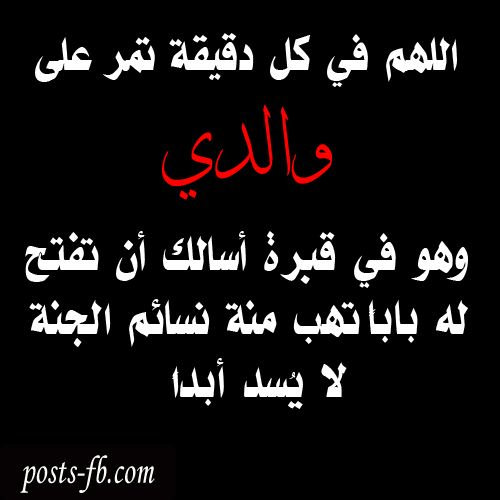 اللهم في كل دقيقة تمر على
والدي
وهو في قبرة أسالك أن تفتح
له باباً تهب منة نسائم الجنة
لا يُسد أبدا
posts-fb.com